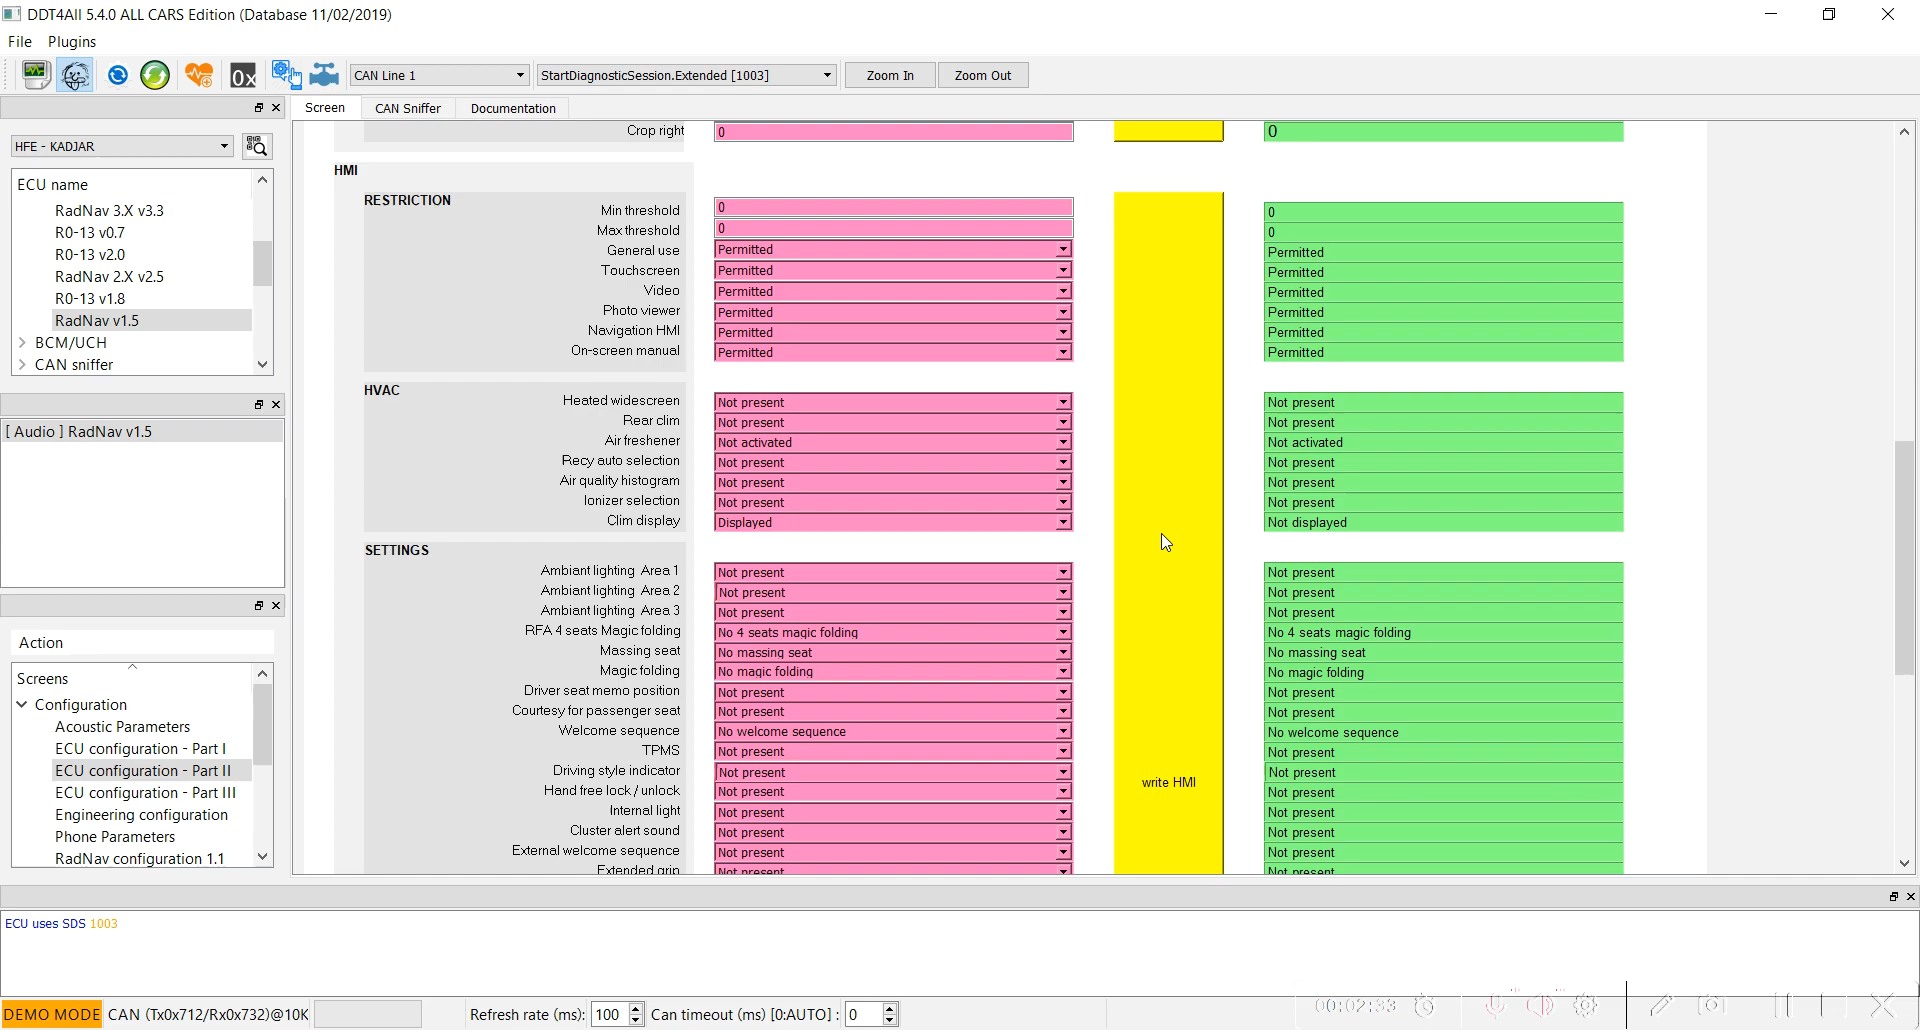 DDT4All 5.4.0 ALL CARS Edition (Database 11/02/2019)
File Plugins
0x CAN Line 1 StartDiagnosticSession.Extended [1003] Zoom In Zoom Out
Screen CAN Sniffer Documentation
HFE - KADJAR
ECU name
RadNav 3.X v3.3
R0-13 v0.7
R0-13 v2.0
RadNav 2.X v2.5
R0-13 v1.8
RadNav v1.5
BCM/UCH
CAN sniffer
[ Audio ] RadNav v1.5
Action
Screens
Configuration
Acoustic Parameters
ECU configuration - Part I
ECU configuration - Part II
ECU configuration - Part III
Engineering configuration
Phone Parameters
RadNav configuration 1.1
Crop right 0 0
HMI
RESTRICTION
Min threshold 0 0
Max threshold 0 0
General use Permitted Permitted
Touchscreen Permitted Permitted
Video Permitted Permitted
Photo viewer Permitted Permitted
Navigation HMI Permitted Permitted
On-screen manual Permitted Permitted
HVAC
Heated widescreen Not present Not present
Rear clim Not present Not present
Air freshener Not activated Not activated
Recy auto selection Not present Not present
Air quality histogram Not present Not present
Ionizer selection Not present Not present
Clim display Displayed Not displayed
SETTINGS
Ambiant lighting Area 1 Not present Not present
Ambiant lighting Area 2 Not present Not present
Ambiant lighting Area 3 Not present Not present
RFA 4 seats Magic folding No 4 seats magic folding No 4 seats magic folding
Massing seat No massing seat No massing seat
Magic folding No magic folding No magic folding
Driver seat memo position Not present Not present
Courtesy for passenger seat Not present Not present
Welcome sequence No welcome sequence No welcome sequence
TPMS Not present Not present
Driving style indicator Not present Not present
write HMI
Hand free lock / unlock Not present Not present
Internal light Not present Not present
Cluster alert sound Not present Not present
External welcome sequence Not present Not present
Extended grip Not present Not present
ECU uses SDS 1003
DEMO MODE CAN (Tx0x712/Rx0x732)@10K Refresh rate (ms): 100 Can timeout (ms) [0:AUTO] : 0 00:02:33